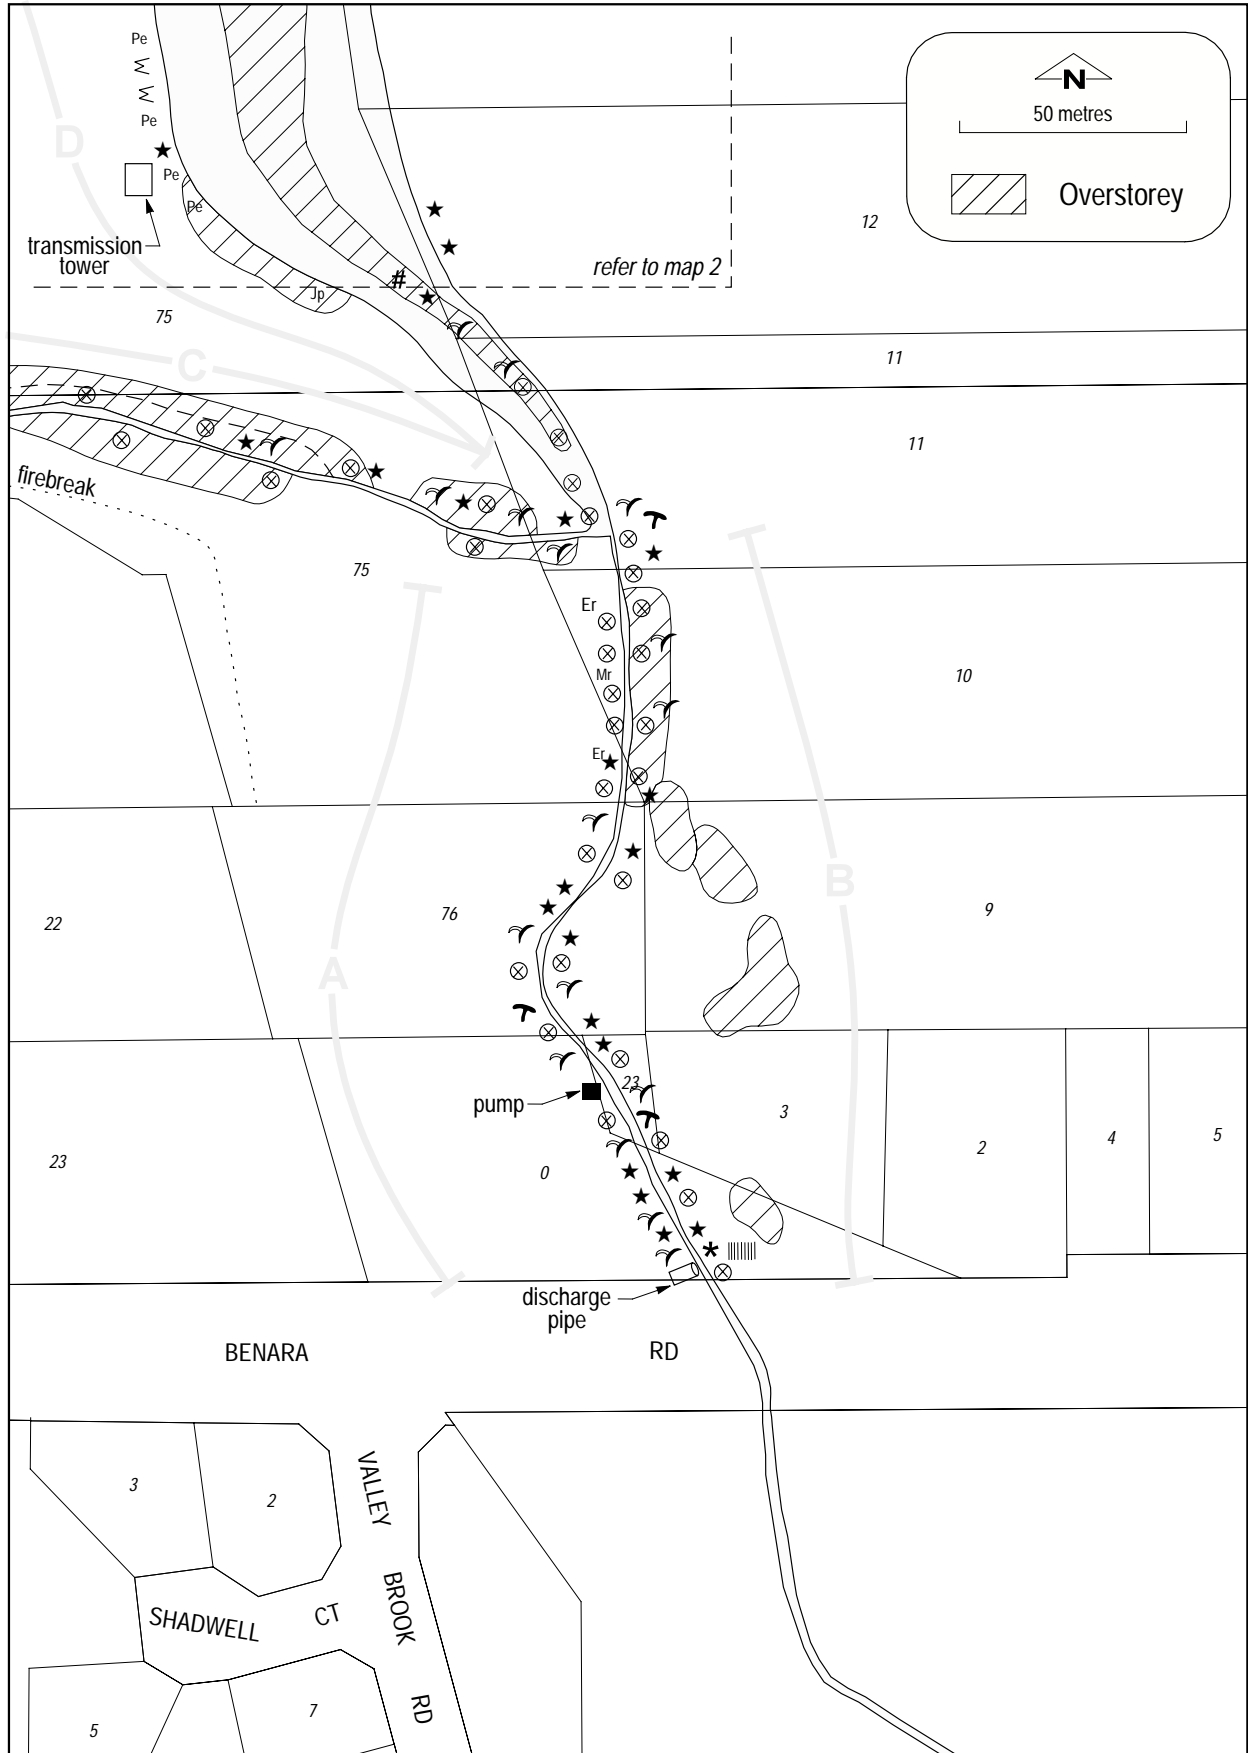 Pe
W
W
Pe
D
Pe
Pe
transmission
tower
N
50 metres
Overstorey
12
#
refer to map 2
Jp
75
11
C
11
firebreak
75
Er
Mr
10
Er
B
22
76
9
A
23
pump
3
2
4
5
23
0
*
discharge
pipe
BENARA RD
VALLEY BROOK RD
3
2
SHADWELL CT
7
5